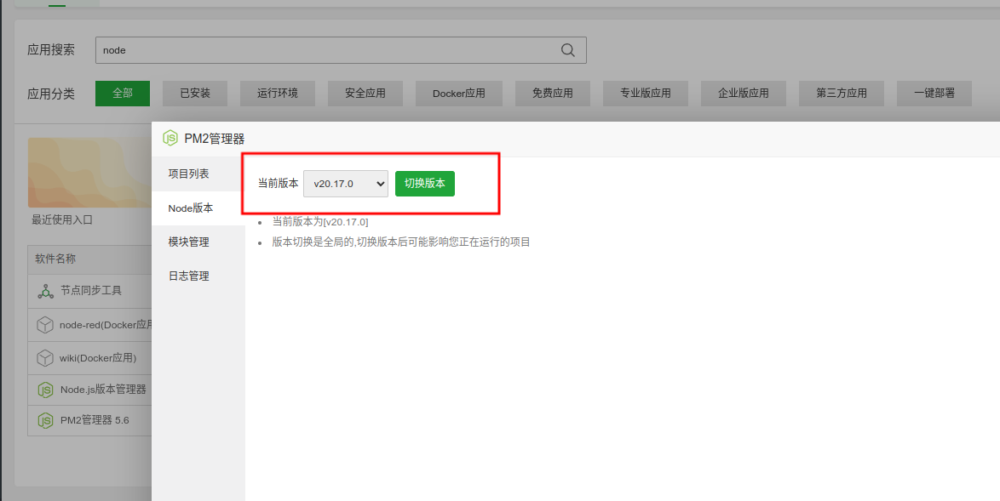 应用搜索
node
应用分类
全部
已安装
运行环境
安全应用
Docker应用
免费应用
专业版应用
企业版应用
第三方应用
一键部署
最近使用入口
软件名称
节点同步工具
node-red(Docker应用
wiki(Docker应用)
Node.js版本管理器
PM2管理器 5.6
JS PM2管理器
项目列表
Node版本
模块管理
日志管理
当前版本 v20.17.0 切换版本
当前版本为[v20.17.0]
版本切换是全局的,切换版本后可能影响您正在运行的项目